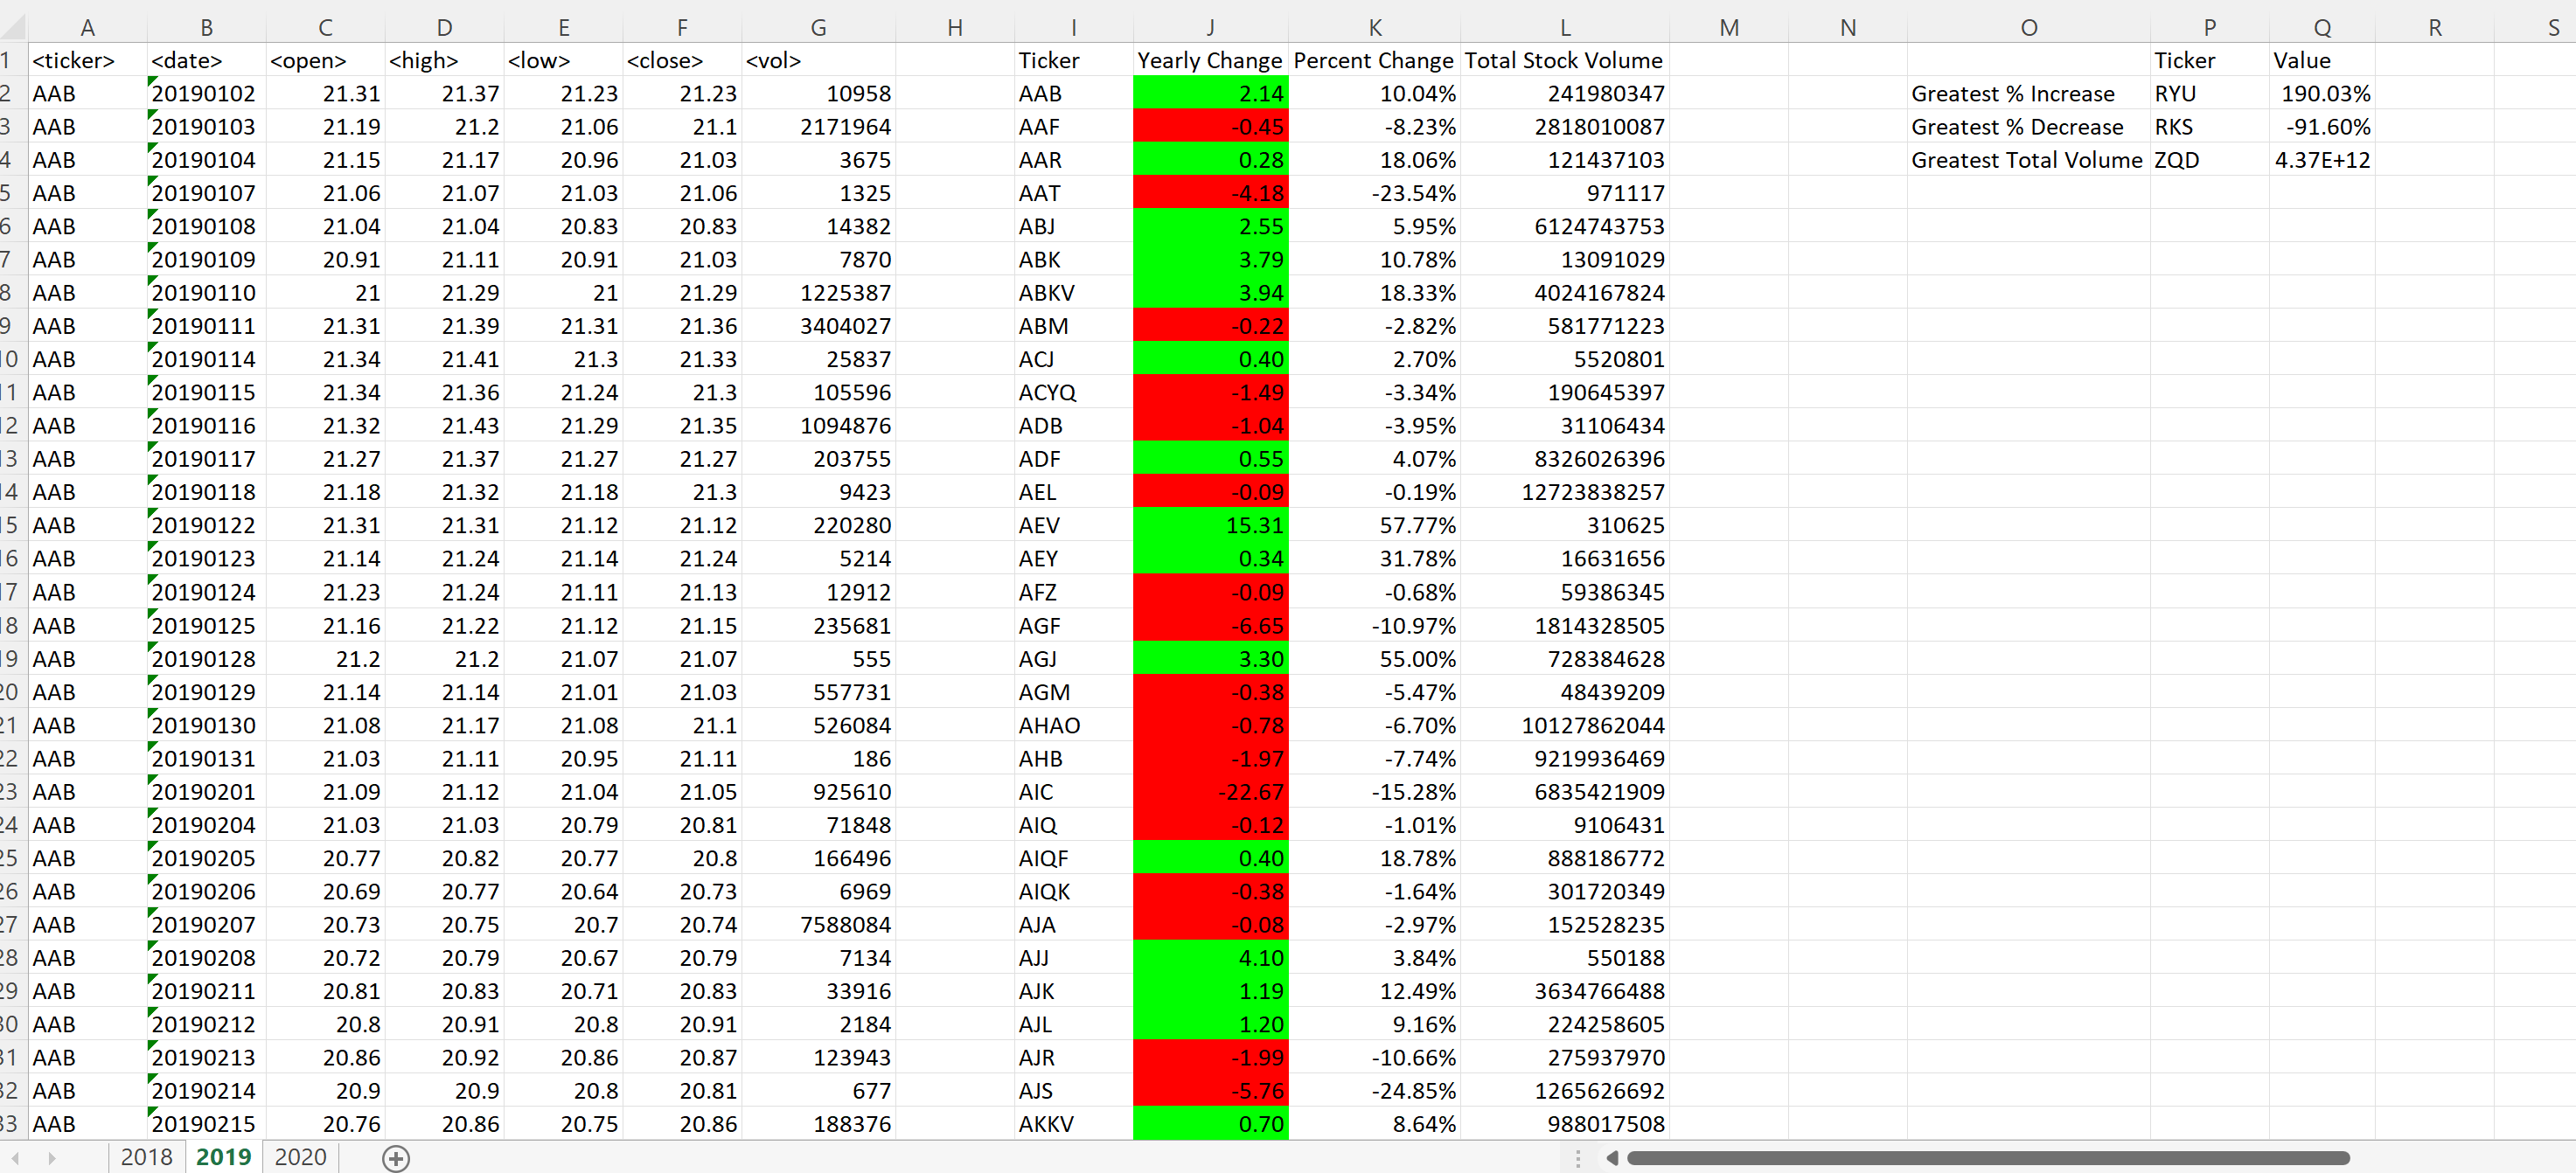 A B C D E F G H I J K L M N O P Q R S
1 <ticker> <date> <open> <high> <low> <close> <vol> Ticker Yearly Change Percent Change Total Stock Volume Ticker Value
2 AAB 20190102 21.31 21.37 21.23 21.23 10958 AAB 2.14 10.04% 241980347 Greatest % Increase RYU 190.03%
3 AAB 20190103 21.19 21.2 21.06 21.1 2171964 AAF -0.45 -8.23% 2818010087 Greatest % Decrease RKS -91.60%
4 AAB 20190104 21.15 21.17 20.96 21.03 3675 AAR 0.28 18.06% 121437103 Greatest Total Volume ZQD 4.37E+12
5 AAB 20190107 21.06 21.07 21.03 21.06 1325 AAT -4.18 -23.54% 971117
6 AAB 20190108 21.04 21.04 20.83 20.83 14382 ABJ 2.55 5.95% 6124743753
7 AAB 20190109 20.91 21.11 20.91 21.03 7870 ABK 3.79 10.78% 13091029
8 AAB 20190110 21 21.29 21 21.29 1225387 ABKV 3.94 18.33% 4024167824
9 AAB 20190111 21.31 21.39 21.31 21.36 3404027 ABM -0.22 -2.82% 581771223
10 AAB 20190114 21.34 21.41 21.3 21.33 25837 ACJ 0.40 2.70% 5520801
11 AAB 20190115 21.34 21.36 21.24 21.3 105596 ACYQ -1.49 -3.34% 190645397
12 AAB 20190116 21.32 21.43 21.29 21.35 1094876 ADB -1.04 -3.95% 31106434
13 AAB 20190117 21.27 21.37 21.27 21.27 203755 ADF 0.55 4.07% 8326026396
14 AAB 20190118 21.18 21.32 21.18 21.3 9423 AEL -0.09 -0.19% 12723838257
15 AAB 20190122 21.31 21.31 21.12 21.12 220280 AEV 15.31 57.77% 310625
16 AAB 20190123 21.14 21.24 21.14 21.24 5214 AEY 0.34 31.78% 16631656
17 AAB 20190124 21.23 21.24 21.11 21.13 12912 AFZ -0.09 -0.68% 59386345
18 AAB 20190125 21.16 21.22 21.12 21.15 235681 AGF -6.65 -10.97% 1814328505
19 AAB 20190128 21.2 21.2 21.07 21.07 555 AGJ 3.30 55.00% 728384628
20 AAB 20190129 21.14 21.14 21.01 21.03 557731 AGM -0.38 -5.47% 48439209
21 AAB 20190130 21.08 21.17 21.08 21.1 526084 AHAO -0.78 -6.70% 10127862044
22 AAB 20190131 21.03 21.11 20.95 21.11 186 AHB -1.97 -7.74% 9219936469
23 AAB 20190201 21.09 21.12 21.04 21.05 925610 AIC -22.67 -15.28% 6835421909
24 AAB 20190204 21.03 21.03 20.79 20.81 71848 AIQ -0.12 -1.01% 9106431
25 AAB 20190205 20.77 20.82 20.77 20.8 166496 AIQF 0.40 18.78% 888186772
26 AAB 20190206 20.69 20.77 20.64 20.73 6969 AIQK -0.38 -1.64% 301720349
27 AAB 20190207 20.73 20.75 20.7 20.74 7588084 AJA -0.08 -2.97% 152528235
28 AAB 20190208 20.72 20.79 20.67 20.79 7134 AJJ 4.10 3.84% 550188
29 AAB 20190211 20.81 20.83 20.71 20.83 33916 AJK 1.19 12.49% 3634766488
30 AAB 20190212 20.8 20.91 20.8 20.91 2184 AJL 1.20 9.16% 224258605
31 AAB 20190213 20.86 20.92 20.86 20.87 123943 AJR -1.99 -10.66% 275937970
32 AAB 20190214 20.9 20.9 20.8 20.81 677 AJS -5.76 -24.85% 1265626692
33 AAB 20190215 20.76 20.86 20.75 20.86 188376 AKKV 0.70 8.64% 988017508
2018 2019 2020